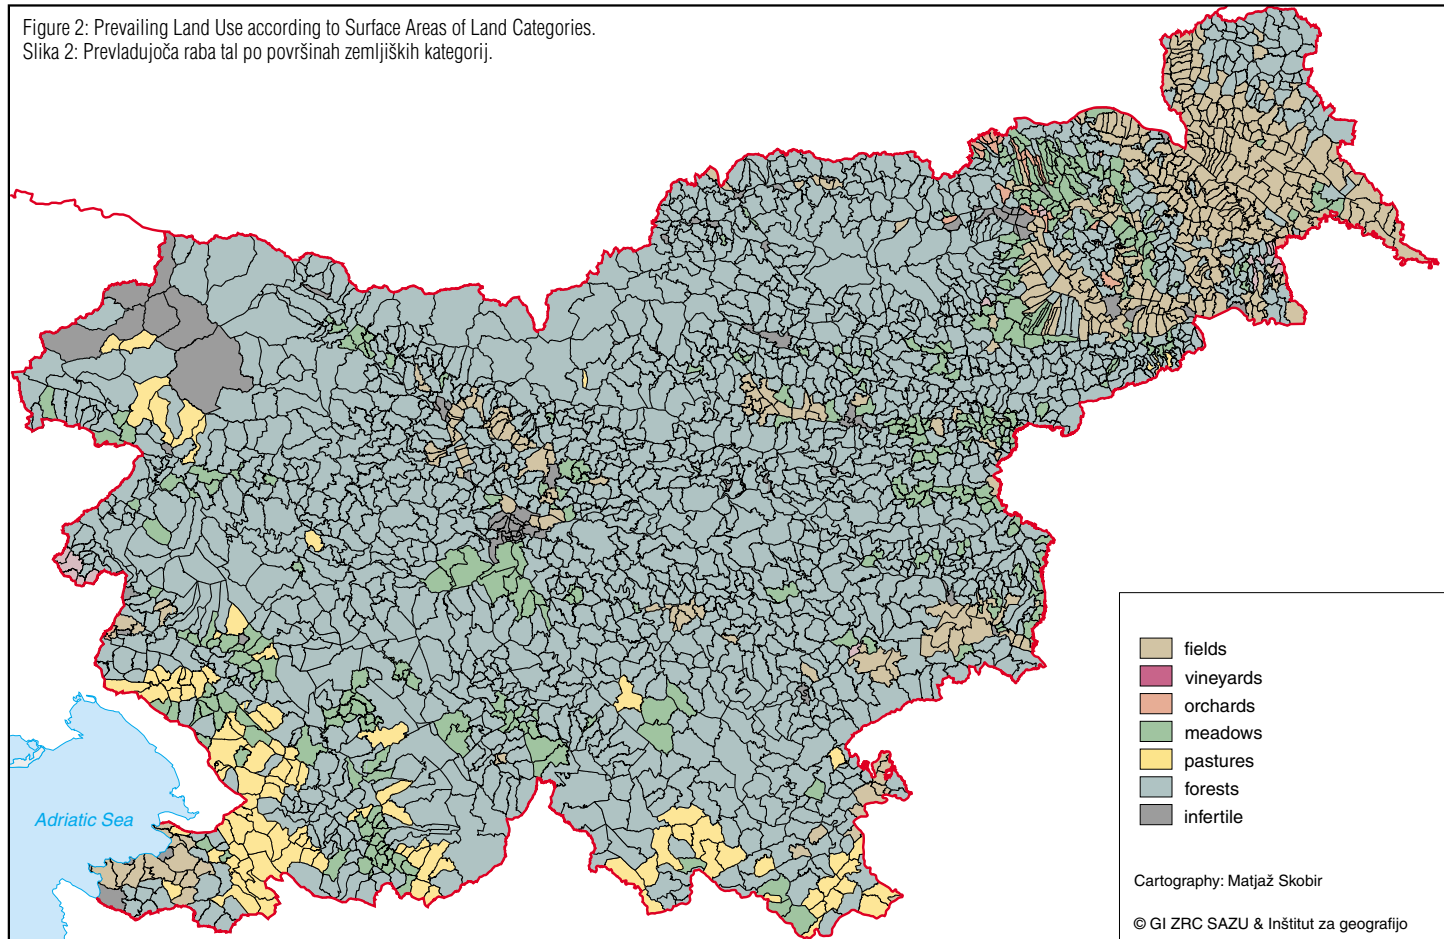 Figure 2: Prevailing Land Use according to Surface Areas of Land Categories.
Slika 2: Prevladujoča raba tal po površinah zemljiških kategorij.
Adriatic Sea
fields
vineyards
orchards
meadows
pastures
forests
infertile
Cartography: Matjaž Skobir
© GI ZRC SAZU & Inštitut za geografijo